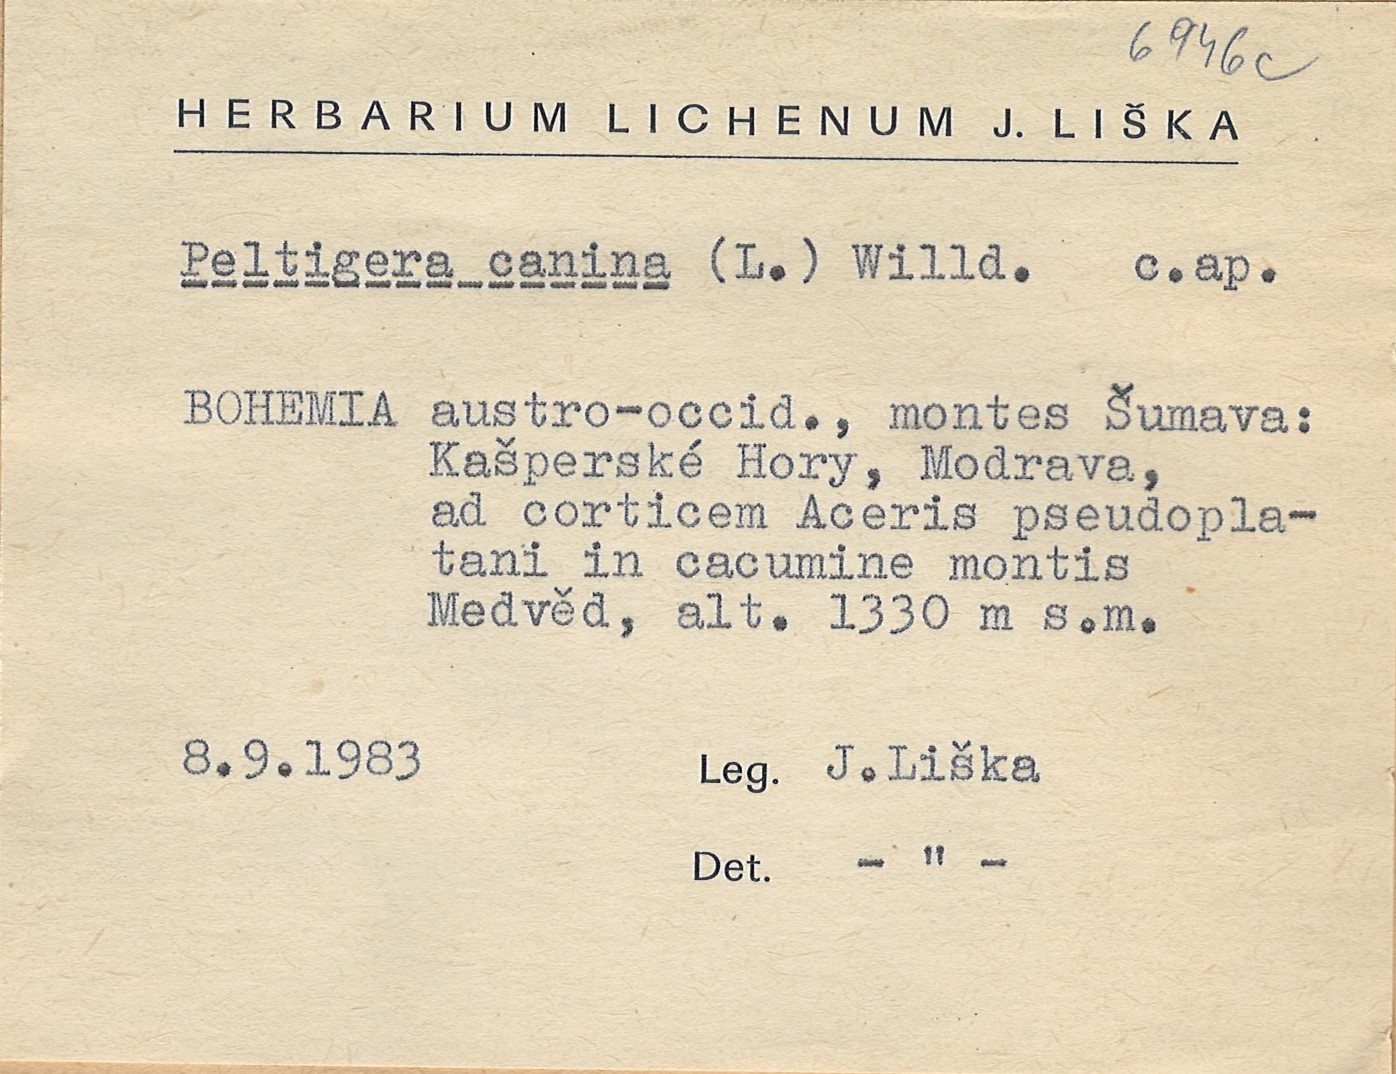 6946c
HERBARIUM LICHENUM J. LIŠKA
Peltigera canina (L.) Willd. c.ap.
BOHEMIA austro-occid., montes Šumava:
Kašperské Hory, Modrava,
ad corticem Aceris pseudopla-
tani in cacumine montis
Medvěd, alt. 1330 m s.m.
8.9.1983 Leg. J.Liška
Det. - " -